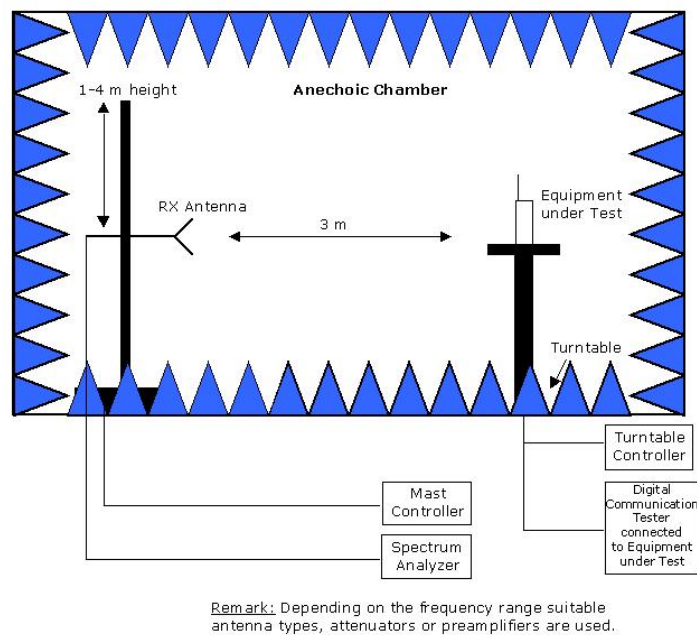 1-4 m height
Anechoic Chamber
RX Antenna
3 m
Equipment
under Test
Turntable
Turntable
Controller
Mast
Controller
Digital
Communication
Tester
connected
to Equipment
under Test
Spectrum
Analyzer
Remark: Depending on the frequency range suitable
antenna types, attenuators or preamplifiers are used.